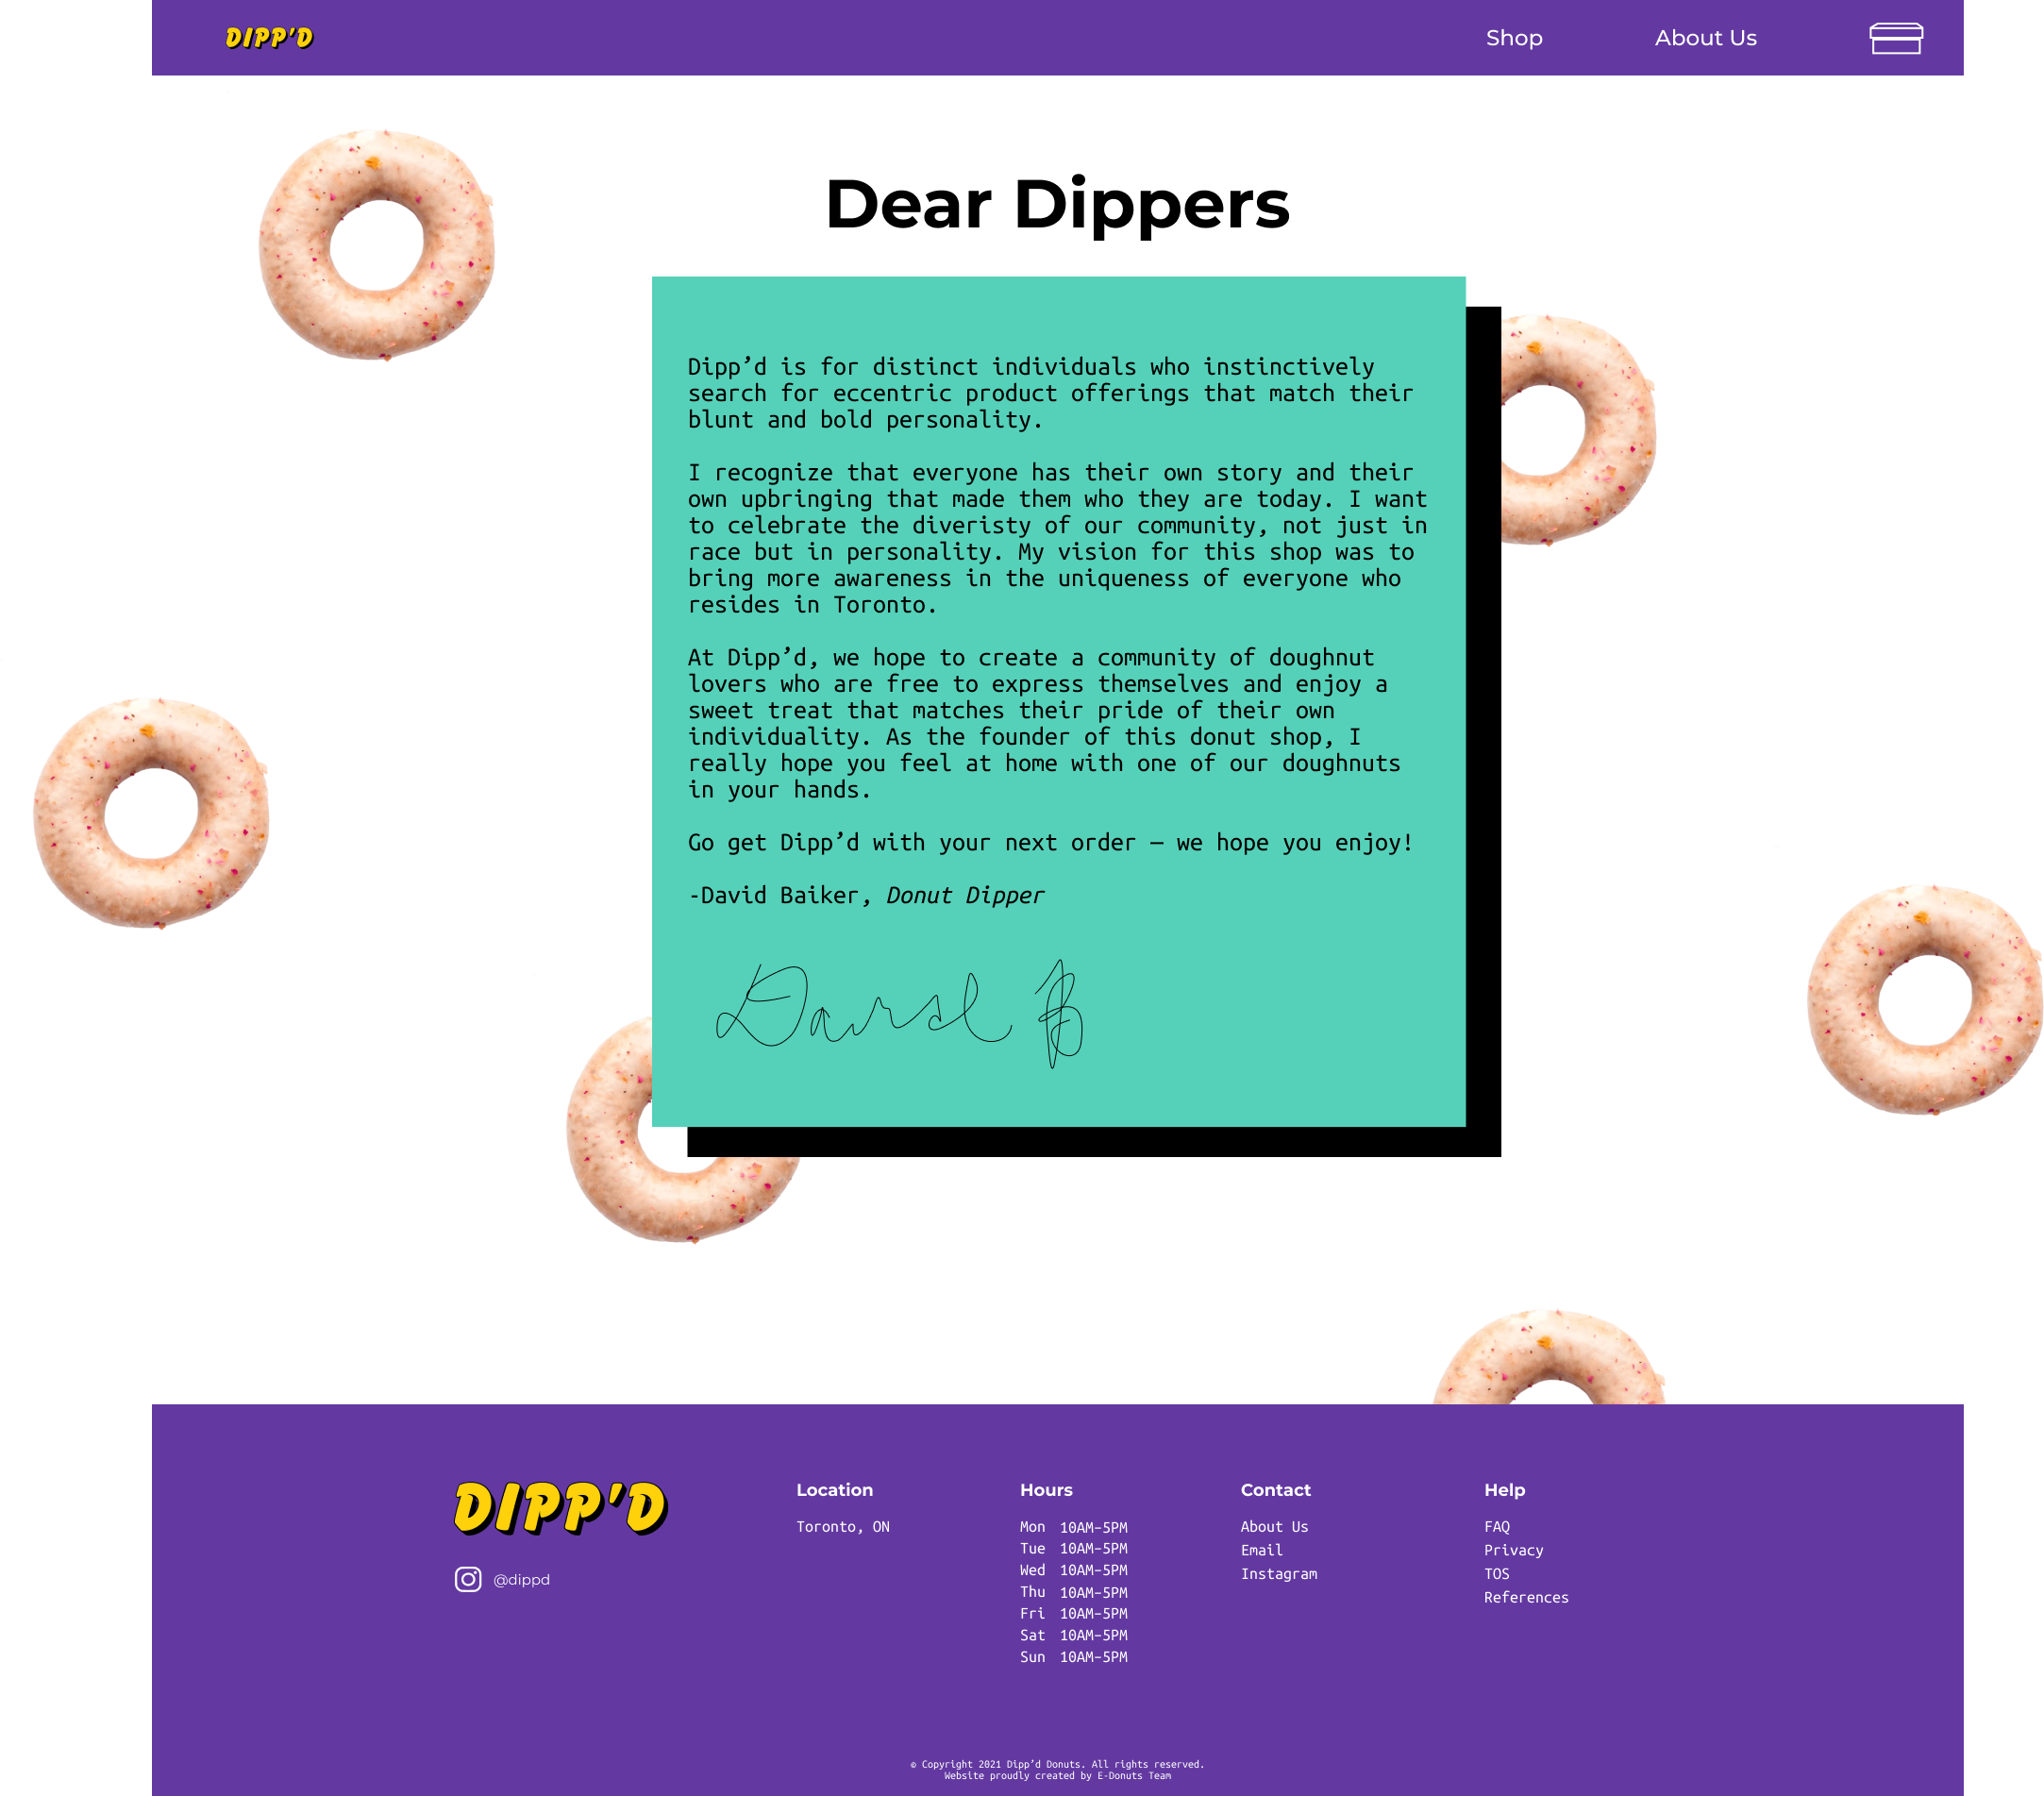 DIPP'D
Shop
About Us
Dear Dippers
Dipp’d is for distinct individuals who instinctively
search for eccentric product offerings that match their
blunt and bold personality.
I recognize that everyone has their own story and their
own upbringing that made them who they are today. I want
to celebrate the diveristy of our community, not just in
race but in personality. My vision for this shop was to
bring more awareness in the uniqueness of everyone who
resides in Toronto.
At Dipp’d, we hope to create a community of doughnut
lovers who are free to express themselves and enjoy a
sweet treat that matches their pride of their own
individuality. As the founder of this donut shop, I
really hope you feel at home with one of our doughnuts
in your hands.
Go get Dipp’d with your next order — we hope you enjoy!
-David Baiker, Donut Dipper
David B
DIPP'D
@dippd
Location
Toronto, ON
Hours
Mon 10AM–5PM
Tue 10AM–5PM
Wed 10AM–5PM
Thu 10AM–5PM
Fri 10AM–5PM
Sat 10AM–5PM
Sun 10AM–5PM
Contact
About Us
Email
Instagram
Help
FAQ
Privacy
TOS
References
© Copyright 2021 Dipp’d Donuts. All rights reserved.
Website proudly created by E-Donuts Team